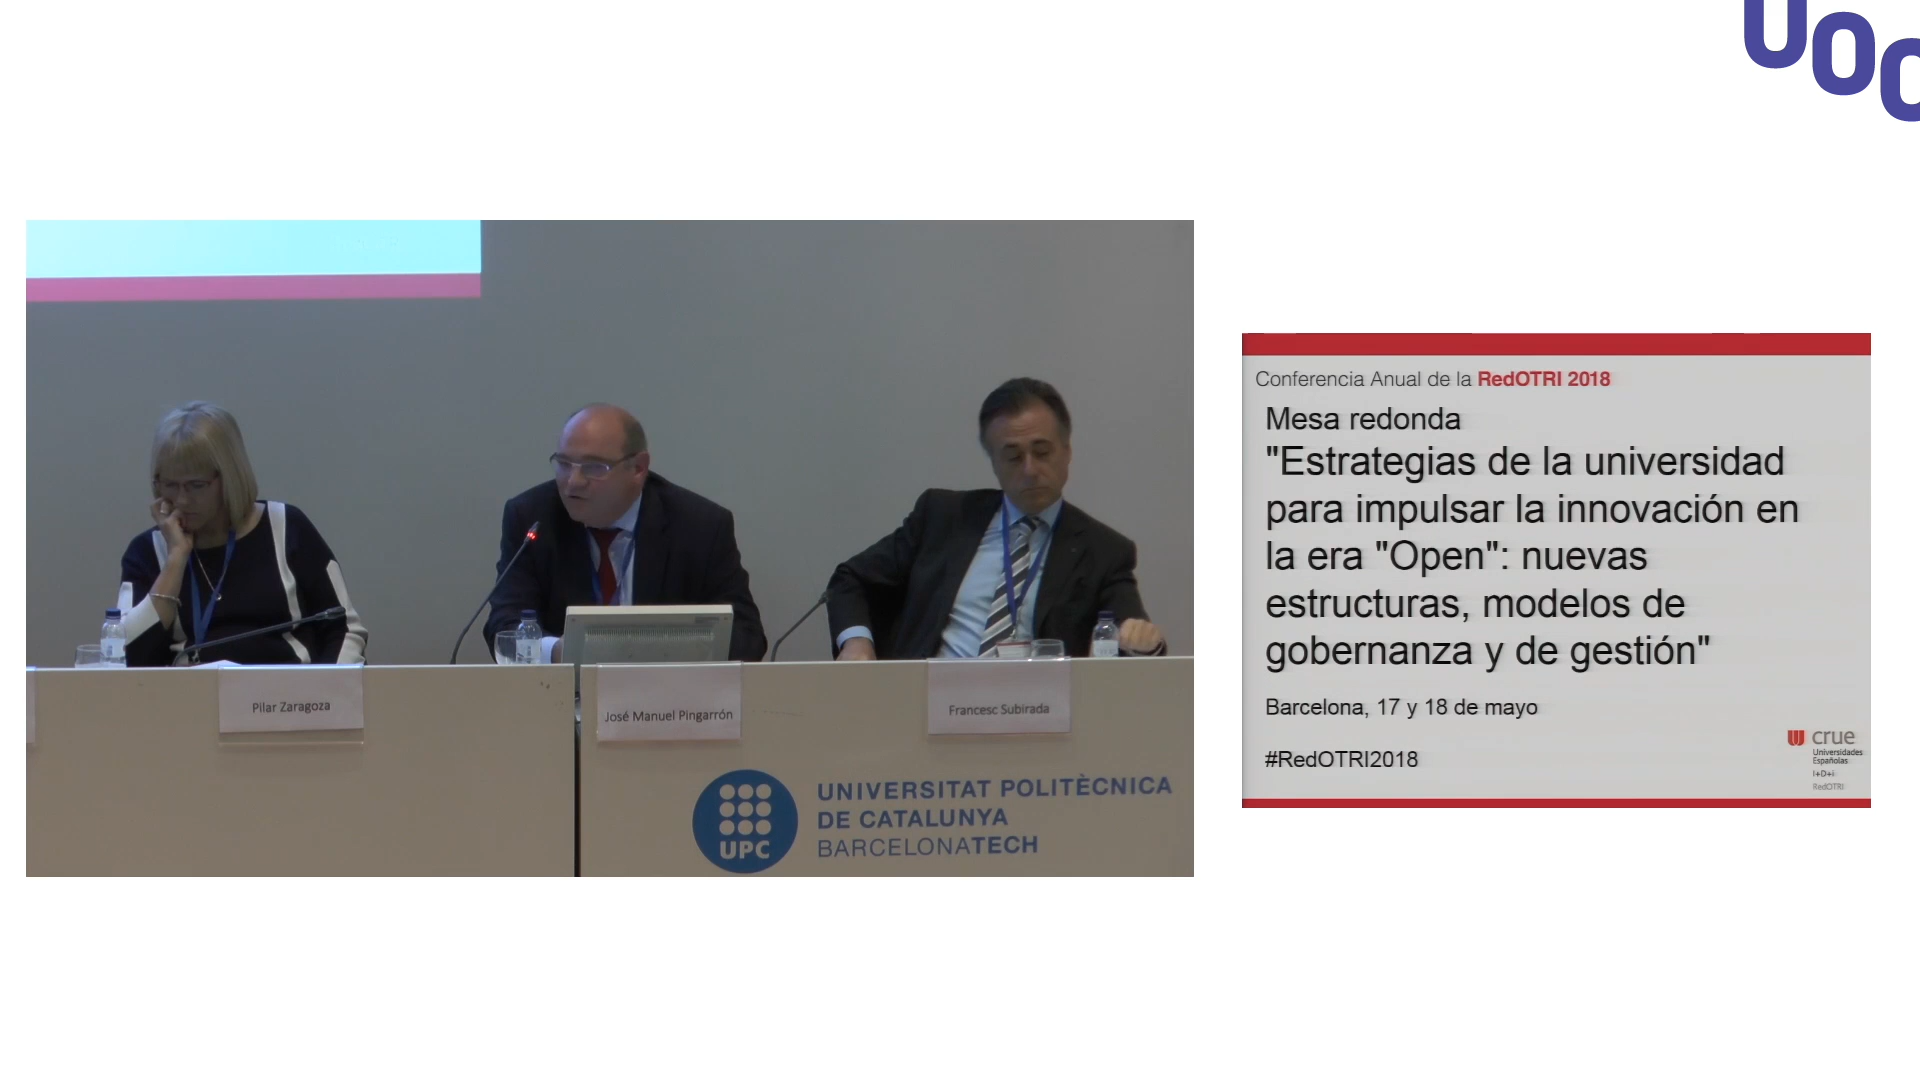 UOC
Pilar Zaragoza
José Manuel Pingarrón
Francesc Subirada
UPC
UNIVERSITAT POLITÈCNICA
DE CATALUNYA
BARCELONATECH
Conferencia Anual de la RedOTRI 2018
Mesa redonda
"Estrategias de la universidad
para impulsar la innovación en
la era "Open": nuevas
estructuras, modelos de
gobernanza y de gestión"
Barcelona, 17 y 18 de mayo
#RedOTRI2018
crue
Universidades
Españolas
I+D+i
RedOTRI